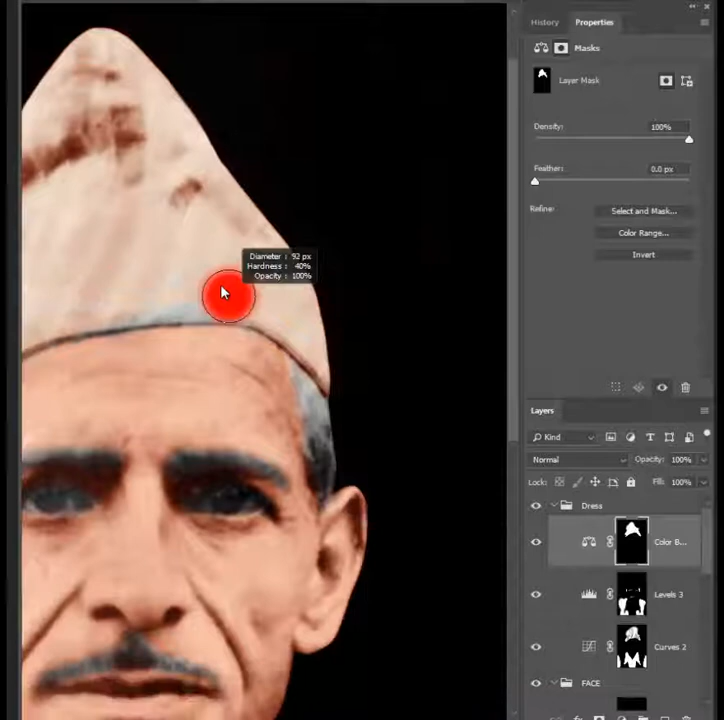 History
Properties
Masks
Layer Mask
Density: 100%
Feather: 0.0 px
Refine:
Select and Mask...
Color Range...
Invert
Diameter : 92 px
Hardness : 40%
Opacity : 100%
Layers
Kind
Normal
Opacity: 100%
Lock:
Fill: 100%
Dress
Color B...
Levels 3
Curves 2
FACE